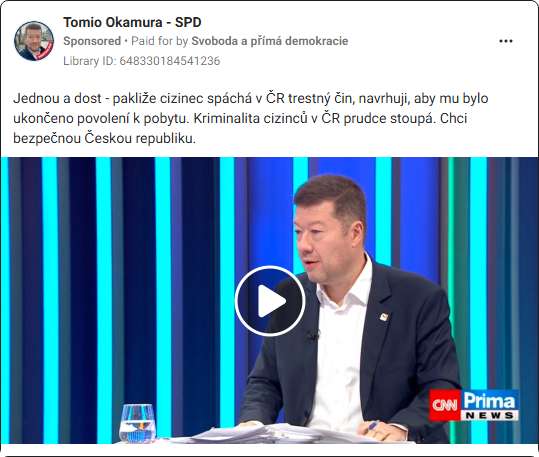 Tomio Okamura - SPD
Sponsored • Paid for by Svoboda a přímá demokracie
Library ID: 648330184541236
Jednou a dost - pakliže cizinec spáchá v ČR trestný čin, navrhuji, aby mu bylo
ukončeno povolení k pobytu. Kriminalita cizinců v ČR prudce stoupá. Chci
bezpečnou Českou republiku.
CNN Prima
NEWS